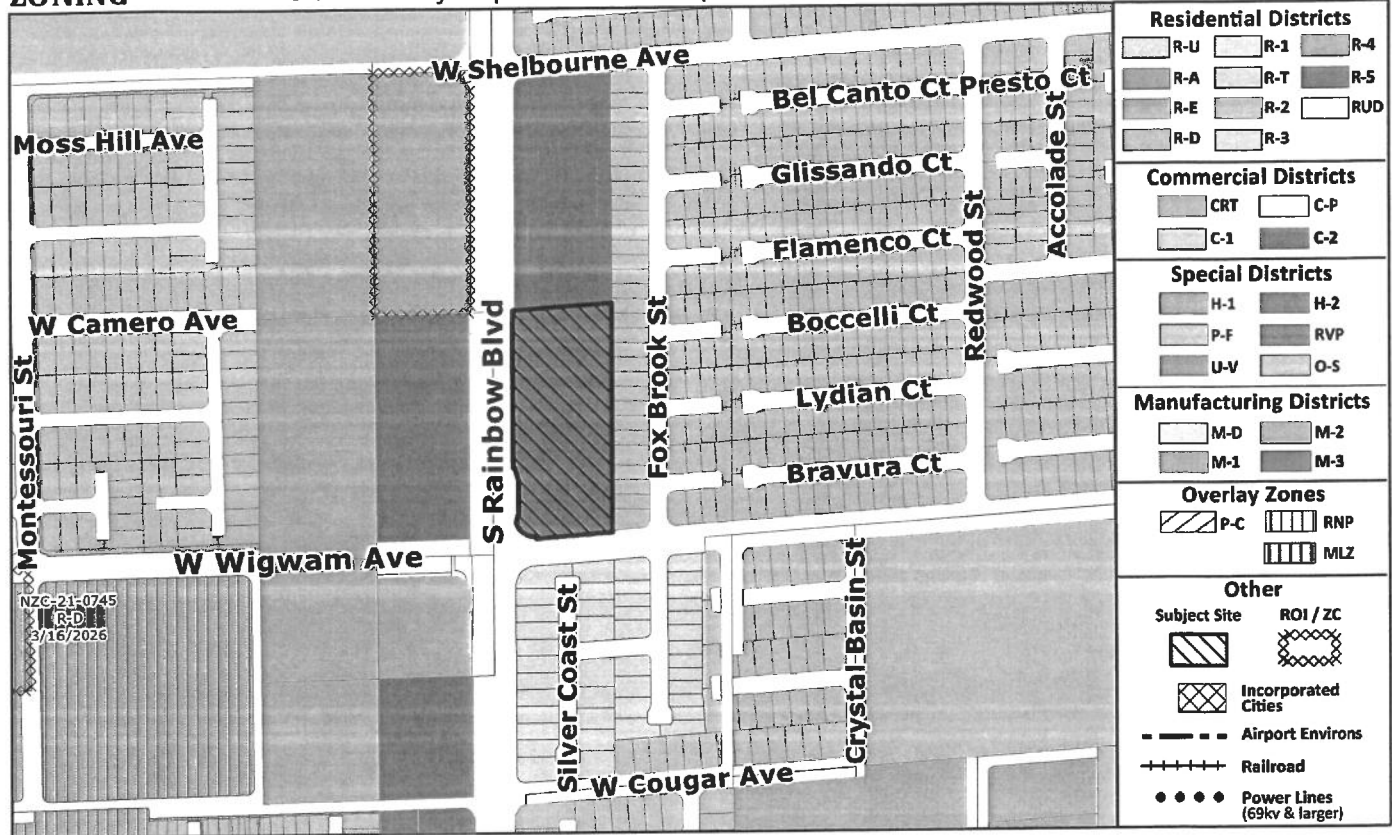 ZONING
W Shelbourne Ave
Bel Canto Ct Presto Ct
Moss Hill Ave
Glissando Ct
Accolade St
Flamenco Ct
Redwood St
W Camero Ave
S Rainbow Blvd
Fox Brook St
Boccelli Ct
Montessouri St
Lydian Ct
Bravura Ct
W Wigwam Ave
NZC-21-0745
R-D
3/16/2026
Silver Coast St
Crystal Basin St
W Cougar Ave
Residential Districts
R-U R-1 R-4
R-A R-T R-5
R-E R-2 RUD
R-D R-3
Commercial Districts
CRT C-P
C-1 C-2
Special Districts
H-1 H-2
P-F RVP
U-V O-S
Manufacturing Districts
M-D M-2
M-1 M-3
Overlay Zones
P-C RNP
MLZ
Other
Subject Site ROI / ZC
Incorporated
Cities
Airport Environs
Railroad
Power Lines
(69kv & larger)